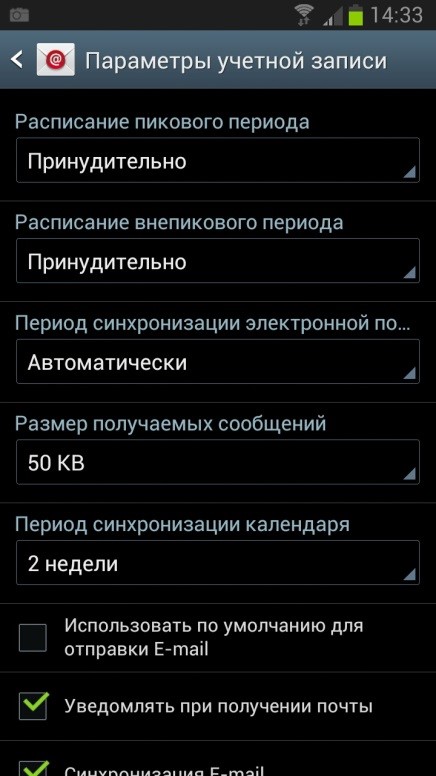 14:33
Параметры учетной записи
Расписание пикового периода
Принудительно
Расписание внепикового периода
Принудительно
Период синхронизации электронной по...
Автоматически
Размер получаемых сообщений
50 KB
Период синхронизации календаря
2 недели
Использовать по умолчанию для
отправки E-mail
Уведомлять при получении почты
Синхронизация E-mail